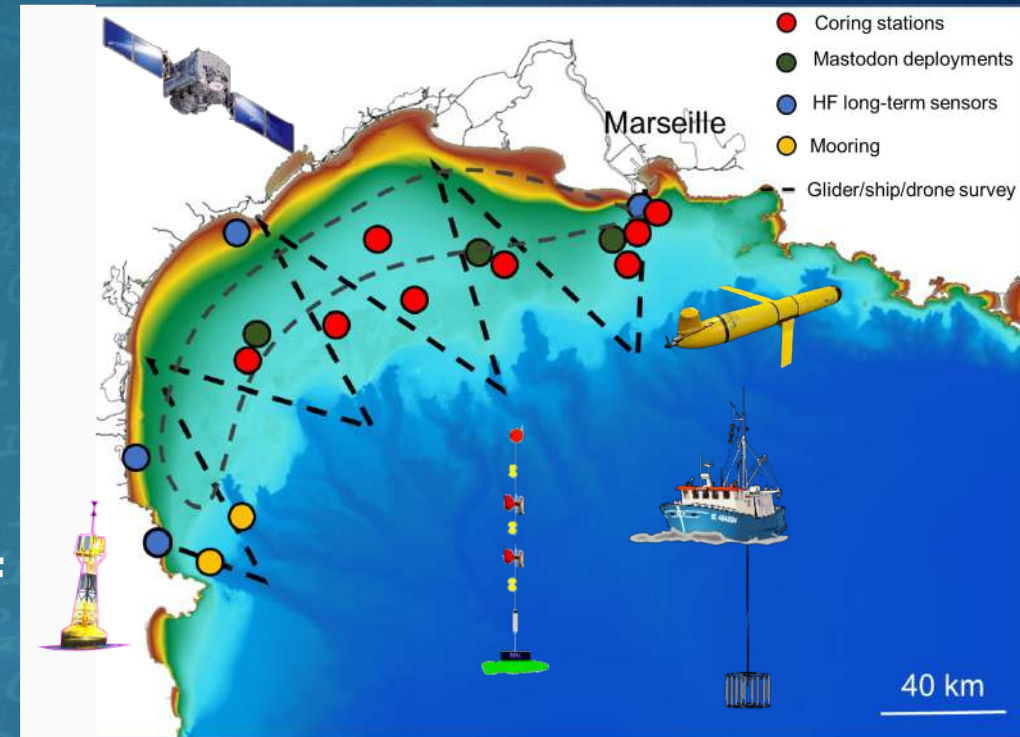 Coring stations
Mastodon deployments
HF long-term sensors
Mooring
Glider/ship/drone survey
Marseille
40 km